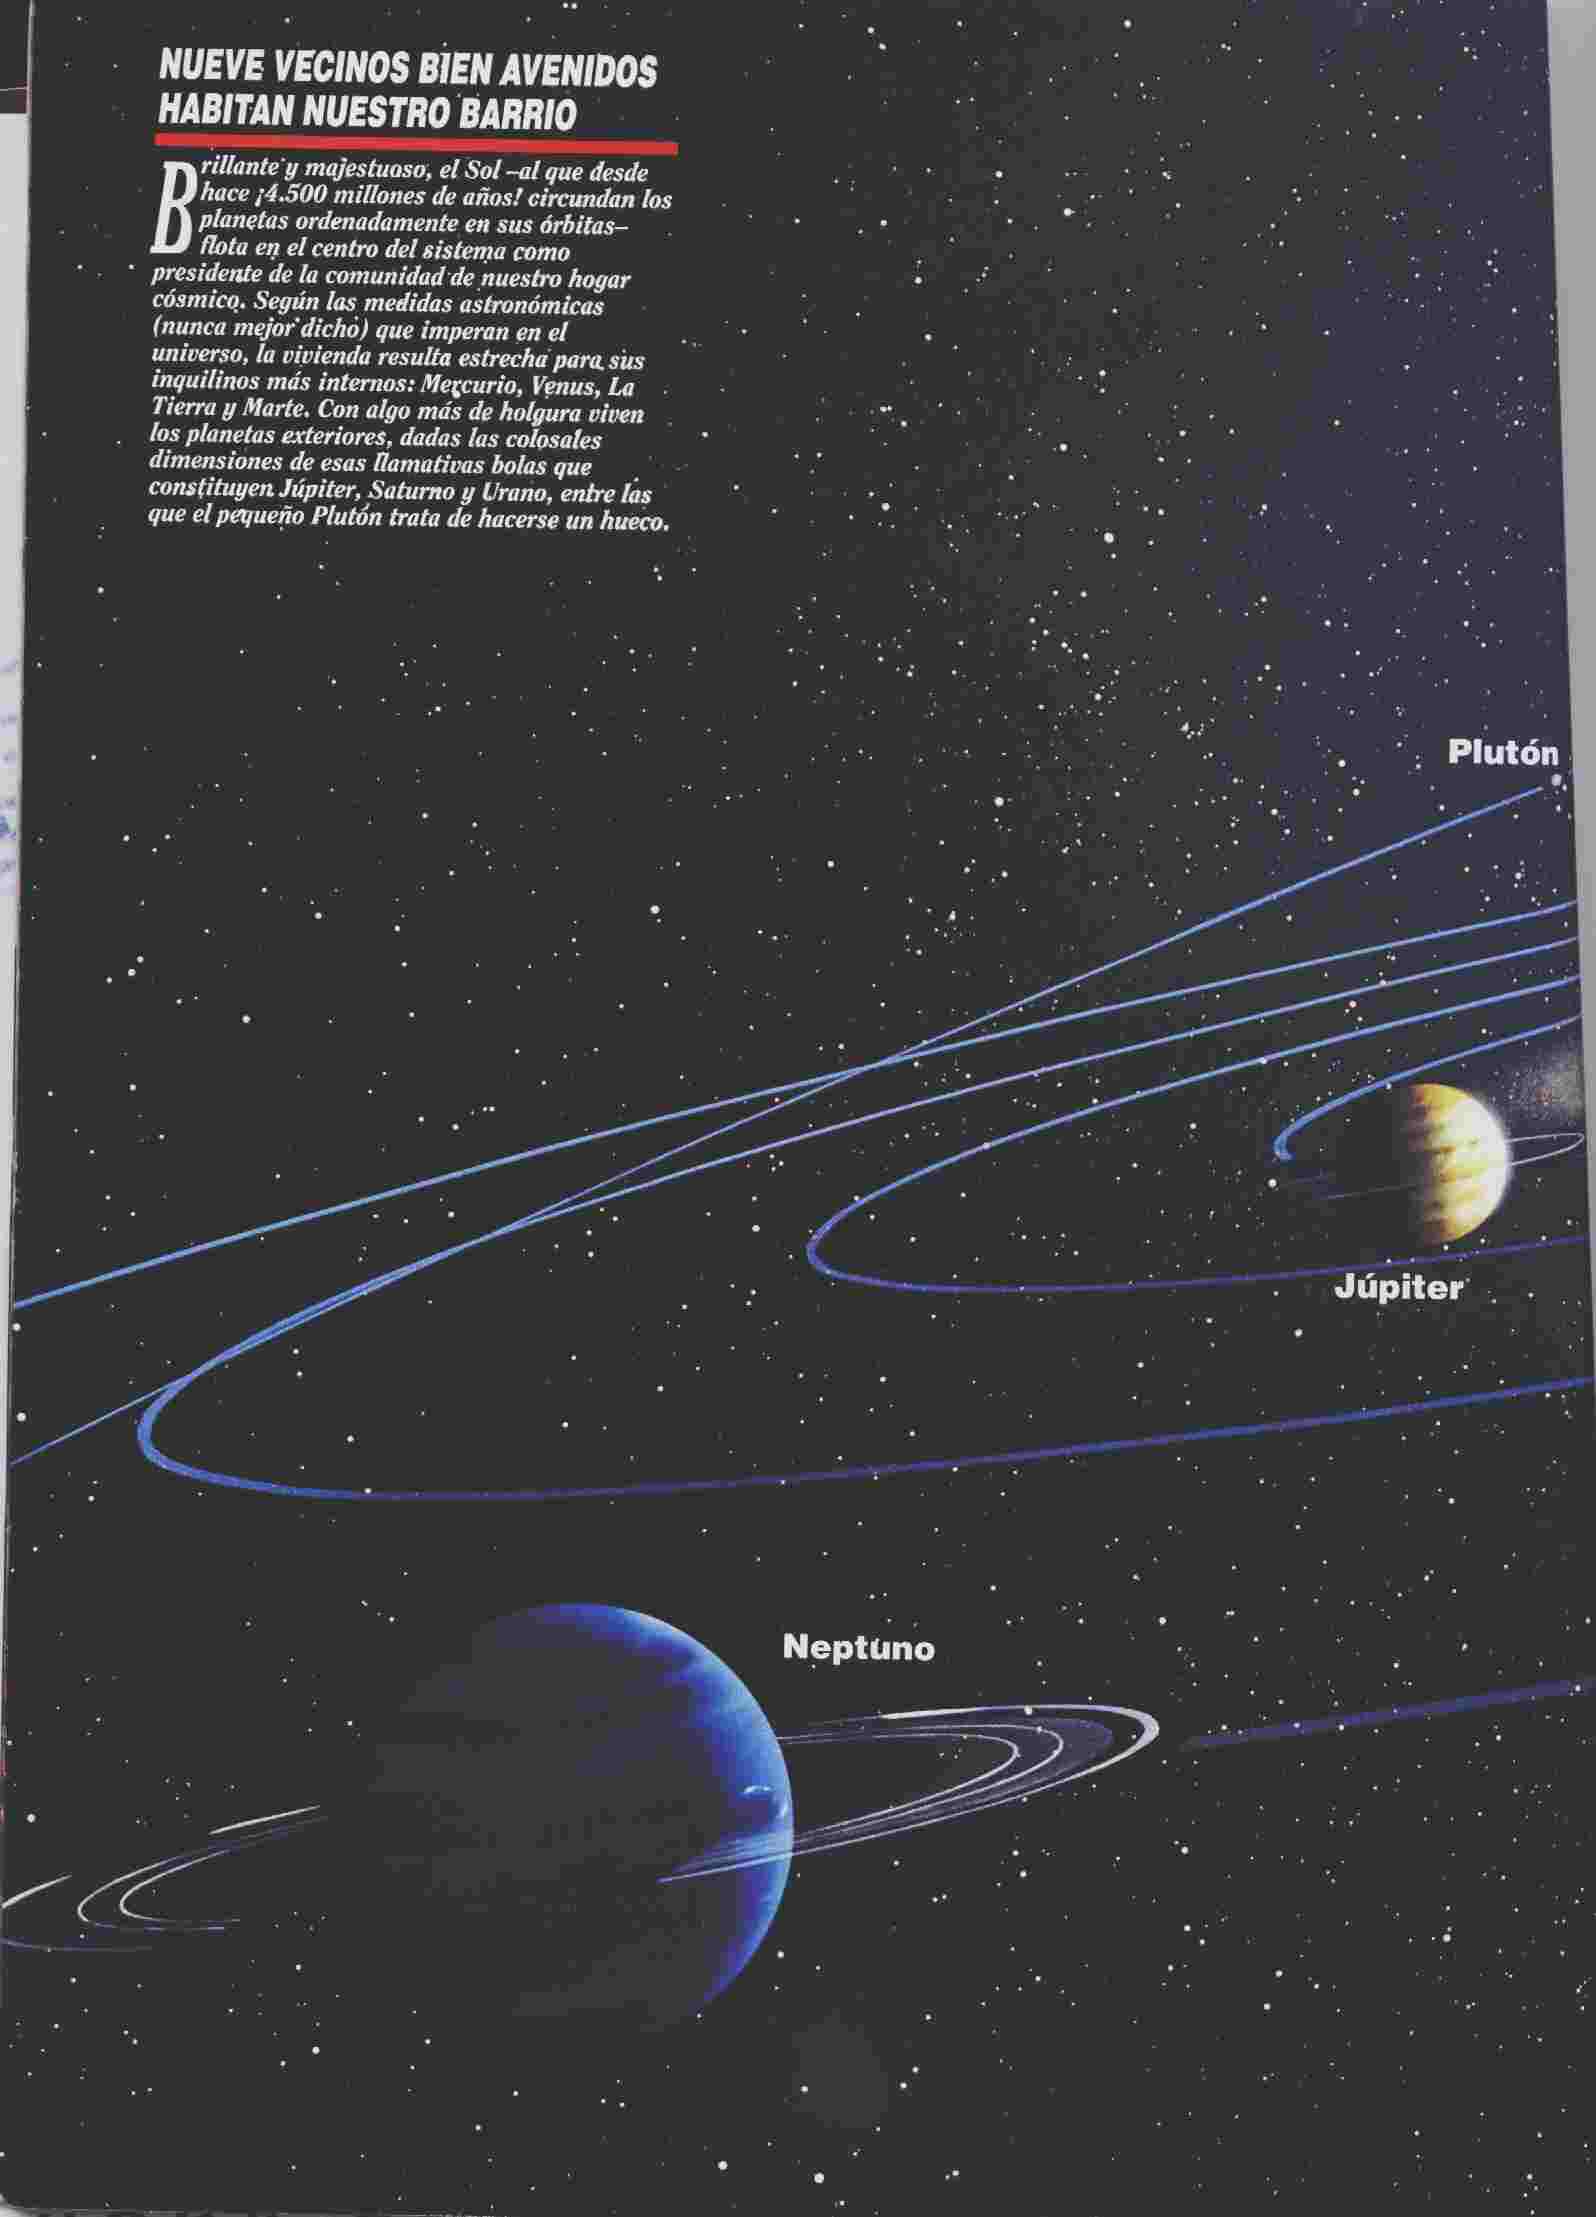 NUEVE VECINOS BIEN AVENIDOS
HABITAN NUESTRO BARRIO
Brillante y majestuoso, el Sol –al que desde
hace ¡4.500 millones de años! circundan los
planetas ordenadamente en sus órbitas–
flota en el centro del sistema como
presidente de la comunidad de nuestro hogar
cósmico. Según las medidas astronómicas
(nunca mejor dicho) que imperan en el
universo, la vivienda resulta estrecha para sus
inquilinos más internos: Mercurio, Venus, La
Tierra y Marte. Con algo más de holgura viven
los planetas exteriores, dadas las colosales
dimensiones de esas llamativas bolas que
constituyen Júpiter, Saturno y Urano, entre las
que el pequeño Plutón trata de hacerse un hueco.
Plutón
Júpiter
Neptuno